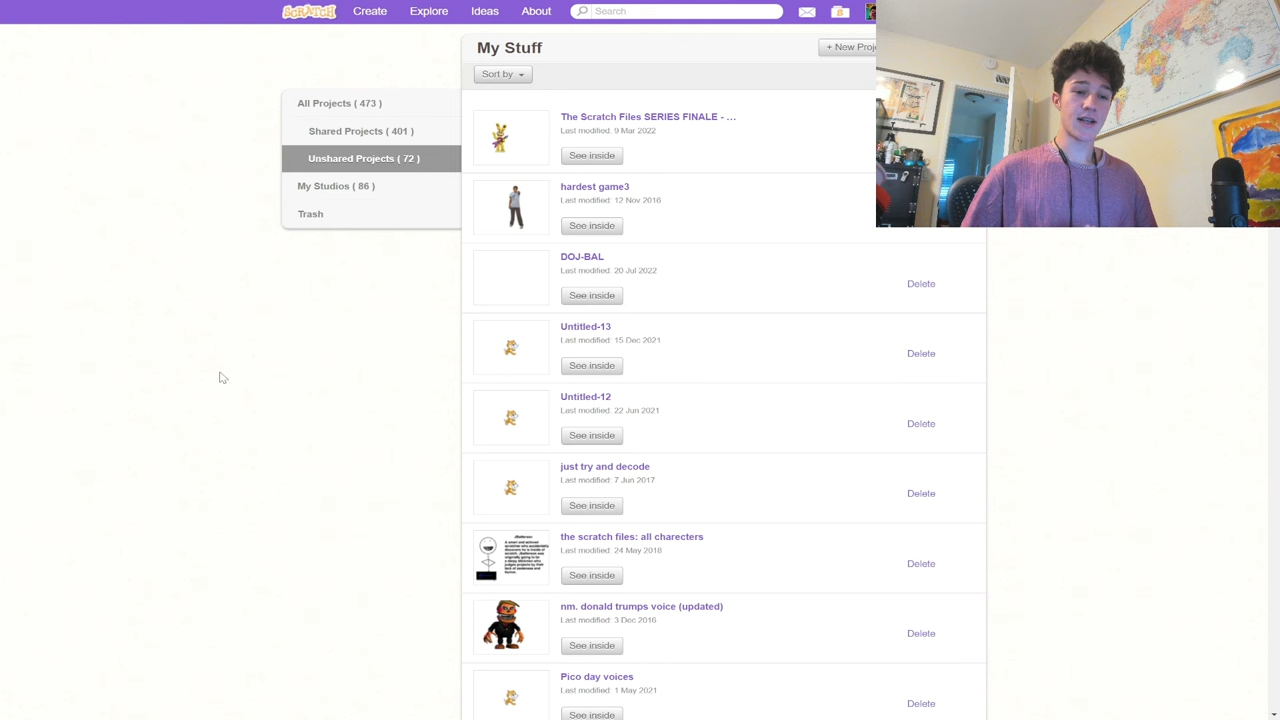 SCRATCH Create Explore Ideas About Search
My Stuff
+ New Proj
Sort by
All Projects ( 473 )
Shared Projects ( 401 )
Unshared Projects ( 72 )
My Studios ( 86 )
Trash
The Scratch Files SERIES FINALE - ...
Last modified: 9 Mar 2022
See inside
hardest game3
Last modified: 12 Nov 2016
See inside
DOJ-BAL
Last modified: 20 Jul 2022
Delete
See inside
Untitled-13
Last modified: 15 Dec 2021
Delete
See inside
Untitled-12
Last modified: 22 Jun 2021
Delete
See inside
just try and decode
Last modified: 7 Jun 2017
Delete
See inside
the scratch files: all charecters
Last modified: 24 May 2018
Delete
See inside
nm. donald trumps voice (updated)
Last modified: 3 Dec 2016
Delete
See inside
Pico day voices
Last modified: 1 May 2021
Delete
See inside